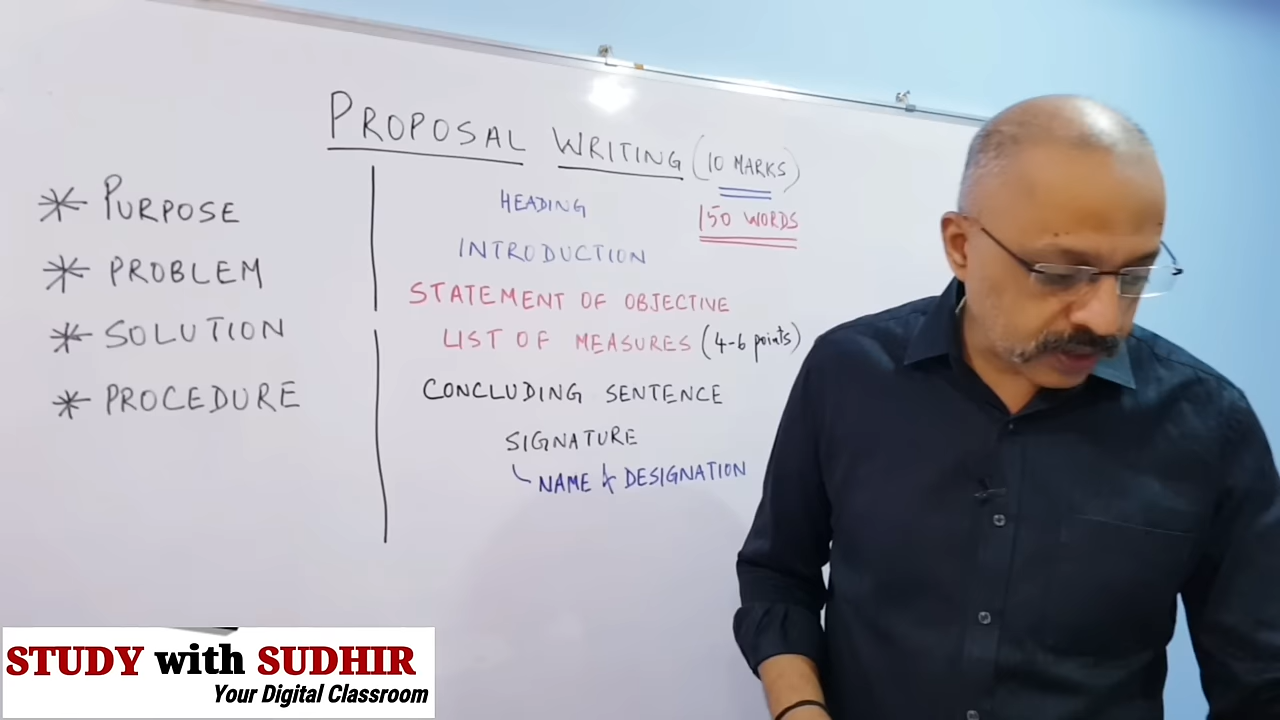 PROPOSAL WRITING (10 MARKS)
150 WORDS
* PURPOSE
* PROBLEM
* SOLUTION
* PROCEDURE
HEADING
INTRODUCTION
STATEMENT OF OBJECTIVE
LIST OF MEASURES (4-6 points)
CONCLUDING SENTENCE
SIGNATURE
NAME & DESIGNATION
STUDY with SUDHIR
Your Digital Classroom